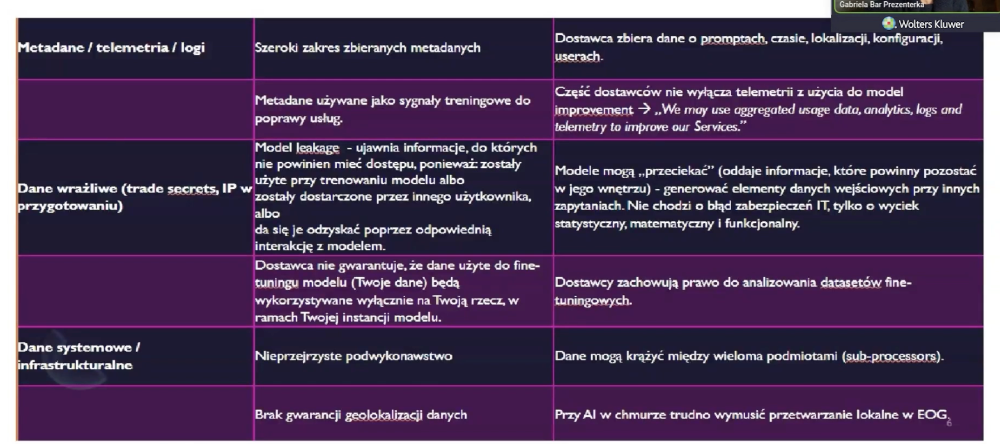 Gabriela Bar Prezenterka
Wolters Kluwer
Metadane / telemetria / logi
Szeroki zakres zbieranych metadanych
Dostawca zbiera dane o promptach, czasie, lokalizacji, konfiguracji,
userach.
Metadane używane jako sygnały treningowe do
poprawy usług.
Część dostawców nie wyłącza telemetrii z użycia do model
improvement → „We may use aggregated usage data, analytics, logs and
telemetry to improve our Services.”
Dane wrażliwe (trade secrets, IP w
przygotowaniu)
Model leakage - ujawnia informacje, do których
nie powinien mieć dostępu, ponieważ: zostały
użyte przy trenowaniu modelu albo
zostały dostarczone przez innego użytkownika,
albo
da się je odzyskać poprzez odpowiednią
interakcję z modelem.
Modele mogą „przeciekać” (oddaje informacje, które powinny pozostać
w jego wnętrzu) - generować elementy danych wejściowych przy innych
zapytaniach. Nie chodzi o błąd zabezpieczeń IT, tylko o wyciek
statystyczny, matematyczny i funkcjonalny.
Dostawca nie gwarantuje, że dane użyte do fine-
tuningu modelu (Twoje dane) będą
wykorzystywane wyłącznie na Twoją rzecz, w
ramach Twojej instancji modelu.
Dostawcy zachowują prawo do analizowania datasetów fine-
tuningowych.
Dane systemowe /
infrastrukturalne
Nieprzejrzyste podwykonawstwo
Dane mogą krążyć między wieloma podmiotami (sub-processors).
Brak gwarancji geolokalizacji danych
Przy AI w chmurze trudno wymusić przetwarzanie lokalne w EOG.
6